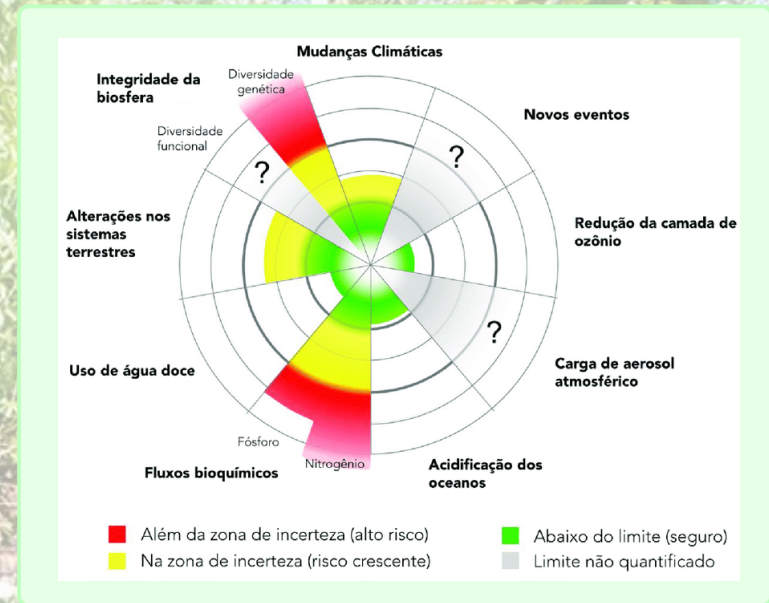 Mudanças Climáticas
Integridade da
biosfera
Diversidade
genética
Diversidade
funcional
?
?
Novos eventos
Alterações nos
sistemas
terrestres
Redução da camada de
ozônio
?
Uso de água doce
Carga de aerosol
atmosférico
Fósforo
Nitrogênio
Fluxos bioquímicos
Acidificação dos
oceanos
Além da zona de incerteza (alto risco)
Na zona de incerteza (risco crescente)
Abaixo do limite (seguro)
Limite não quantificado